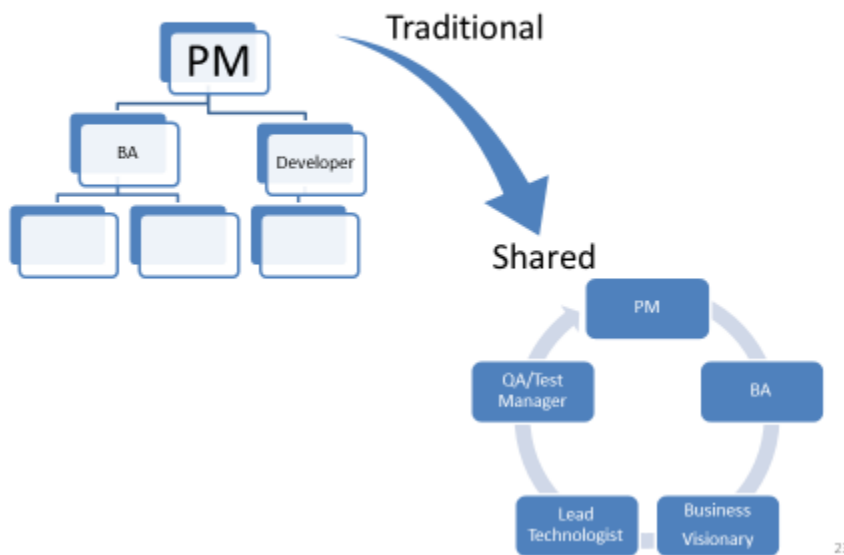 Traditional
PM
BA
Developer
Shared
PM
BA
Business
Visionary
Lead
Technologist
QA/Test
Manager